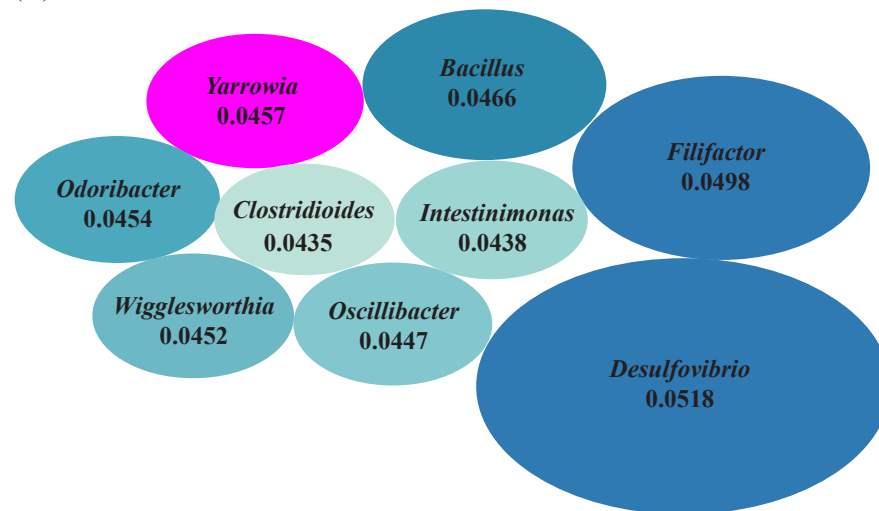 Yarrowia
0.0457
Bacillus
0.0466
Filifactor
0.0498
Odoribacter
0.0454
Clostridioides
0.0435
Intestinimonas
0.0438
Wigglesworthia
0.0452
Oscillibacter
0.0447
Desulfovibrio
0.0518